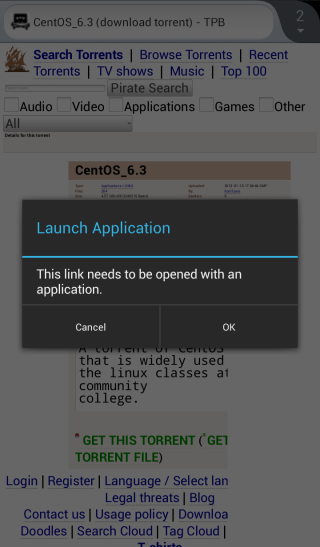 CentOS_6.3 (download torrent) - TPB
2
Search Torrents | Browse Torrents | Recent
Torrents | TV shows | Music | Top 100
Pirate Search
Audio Video Applications Games Other
All
Details for this torrent
CentOS_6.3
Launch Application
This link needs to be opened with an
application.
Cancel OK
A torrent of CentOS
that is widely used
the linux classes at
community
college.
GET THIS TORRENT (GET
TORRENT FILE)
Login | Register | Language / Select lan
Legal threats | Blog
Contact us | Usage policy | Downloa
Doodles | Search Cloud | Tag Cloud |
T-shirts